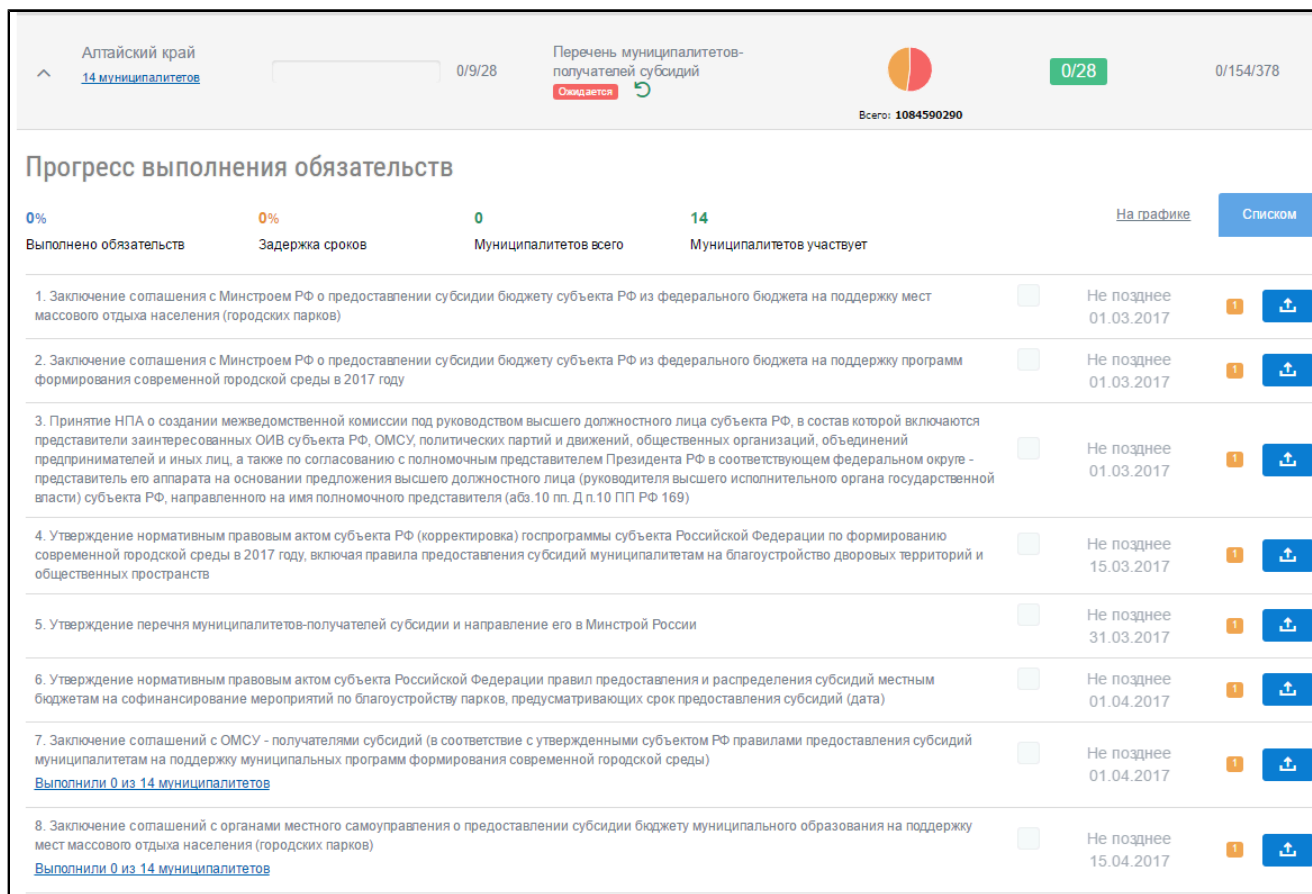 Алтайский край
14 муниципалитетов
0/9/28
Перечень муниципалитетов-
получателей субсидий
Ожидается
Всего: 1084590290
0/28
0/154/378
Прогресс выполнения обязательств
0%
Выполнено обязательств
0%
Задержка сроков
0
Муниципалитетов всего
14
Муниципалитетов участвует
На графике
Списком
1. Заключение соглашения с Минстроем РФ о предоставлении субсидии бюджету субъекта РФ из федерального бюджета на поддержку мест
массового отдыха населения (городских парков)
Не позднее
01.03.2017
1
2. Заключение соглашения с Минстроем РФ о предоставлении субсидии бюджету субъекта РФ из федерального бюджета на поддержку программ
формирования современной городской среды в 2017 году
Не позднее
01.03.2017
1
3. Принятие НПА о создании межведомственной комиссии под руководством высшего должностного лица субъекта РФ, в состав которой включаются
представители заинтересованных ОИВ субъекта РФ, ОМСУ, политических партий и движений, общественных организаций, объединений
предпринимателей и иных лиц, а также по согласованию с полномочным представителем Президента РФ в соответствующем федеральном округе -
представитель его аппарата на основании предложения высшего должностного лица (руководителя высшего исполнительного органа государственной
власти) субъекта РФ, направленного на имя полномочного представителя (абз.10 пп. Д п.10 ПП РФ 169)
Не позднее
01.03.2017
1
4. Утверждение нормативным правовым актом субъекта РФ (корректировка) госпрограммы субъекта Российской Федерации по формированию
современной городской среды в 2017 году, включая правила предоставления субсидий муниципалитетам на благоустройство дворовых территорий и
общественных пространств
Не позднее
15.03.2017
1
5. Утверждение перечня муниципалитетов-получателей субсидии и направление его в Минстрой России
Не позднее
31.03.2017
1
6. Утверждение нормативным правовым актом субъекта Российской Федерации правил предоставления и распределения субсидий местным
бюджетам на софинансирование мероприятий по благоустройству парков, предусматривающих срок предоставления субсидий (дата)
Не позднее
01.04.2017
1
7. Заключение соглашений с ОМСУ - получателями субсидий (в соответствие с утвержденными субъектом РФ правилами предоставления субсидий
муниципалитетам на поддержку муниципальных программ формирования современной городской среды)
Выполнили 0 из 14 муниципалитетов
Не позднее
01.04.2017
1
8. Заключение соглашений с органами местного самоуправления о предоставлении субсидии бюджету муниципального образования на поддержку
мест массового отдыха населения (городских парков)
Выполнили 0 из 14 муниципалитетов
Не позднее
15.04.2017
1